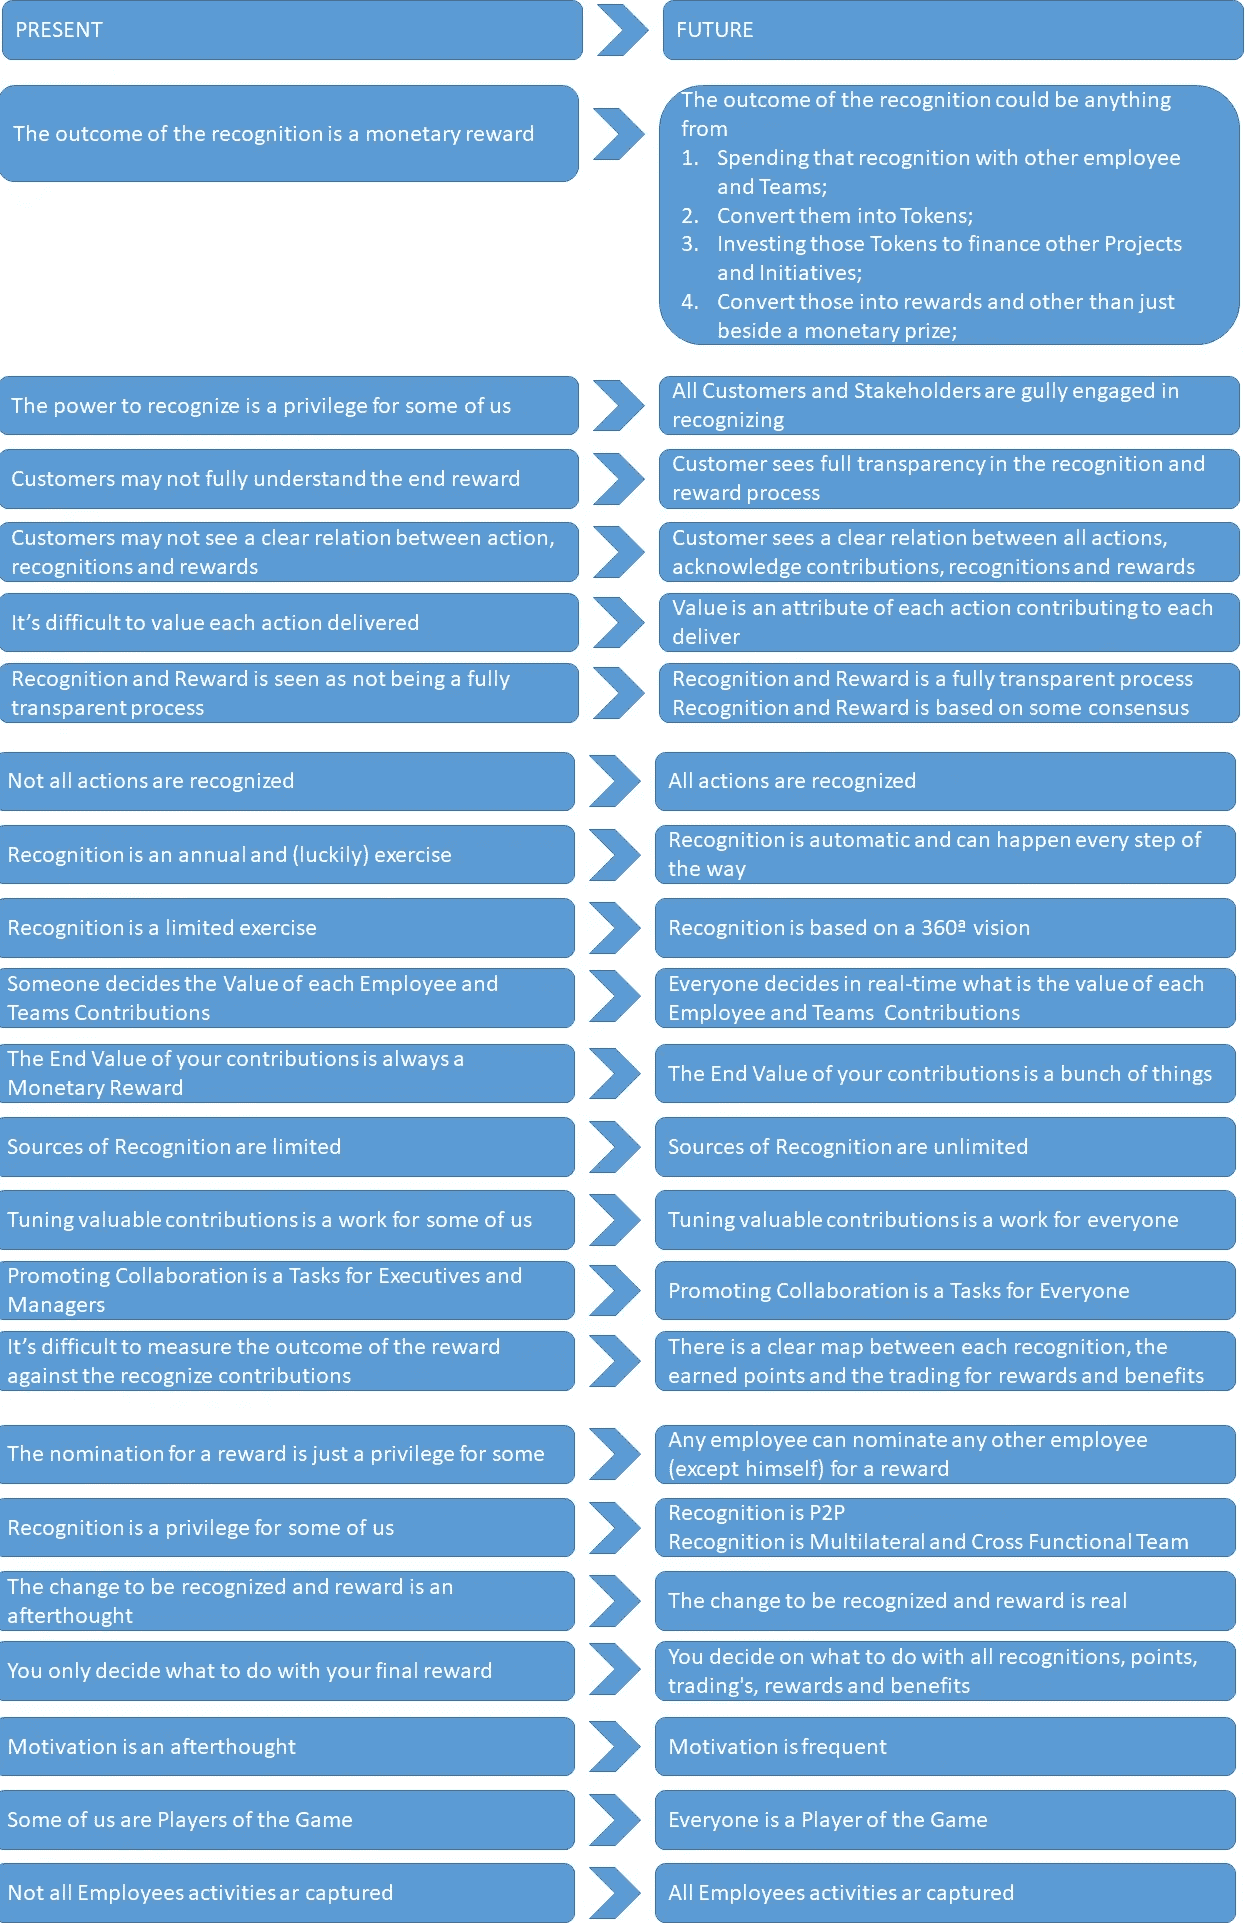 PRESENT
FUTURE
The outcome of the recognition is a monetary reward
The outcome of the recognition could be anything
from
1. Spending that recognition with other employee
and Teams;
2. Convert them into Tokens;
3. Investing those Tokens to finance other Projects
and Initiatives;
4. Convert those into rewards and other than just
beside a monetary prize;
The power to recognize is a privilege for some of us
All Customers and Stakeholders are gully engaged in
recognizing
Customers may not fully understand the end reward
Customer sees full transparency in the recognition and
reward process
Customers may not see a clear relation between action,
recognitions and rewards
Customer sees a clear relation between all actions,
acknowledge contributions, recognitions and rewards
It’s difficult to value each action delivered
Value is an attribute of each action contributing to each
deliver
Recognition and Reward is seen as not being a fully
transparent process
Recognition and Reward is a fully transparent process
Recognition and Reward is based on some consensus
Not all actions are recognized
All actions are recognized
Recognition is an annual and (luckily) exercise
Recognition is automatic and can happen every step of
the way
Recognition is a limited exercise
Recognition is based on a 360ª vision
Someone decides the Value of each Employee and
Teams Contributions
Everyone decides in real-time what is the value of each
Employee and Teams Contributions
The End Value of your contributions is always a
Monetary Reward
The End Value of your contributions is a bunch of things
Sources of Recognition are limited
Sources of Recognition are unlimited
Tuning valuable contributions is a work for some of us
Tuning valuable contributions is a work for everyone
Promoting Collaboration is a Tasks for Executives and
Managers
Promoting Collaboration is a Tasks for Everyone
It’s difficult to measure the outcome of the reward
against the recognize contributions
There is a clear map between each recognition, the
earned points and the trading for rewards and benefits
The nomination for a reward is just a privilege for some
Any employee can nominate any other employee
(except himself) for a reward
Recognition is a privilege for some of us
Recognition is P2P
Recognition is Multilateral and Cross Functional Team
The change to be recognized and reward is an
afterthought
The change to be recognized and reward is real
You only decide what to do with your final reward
You decide on what to do with all recognitions, points,
trading's, rewards and benefits
Motivation is an afterthought
Motivation is frequent
Some of us are Players of the Game
Everyone is a Player of the Game
Not all Employees activities ar captured
All Employees activities ar captured